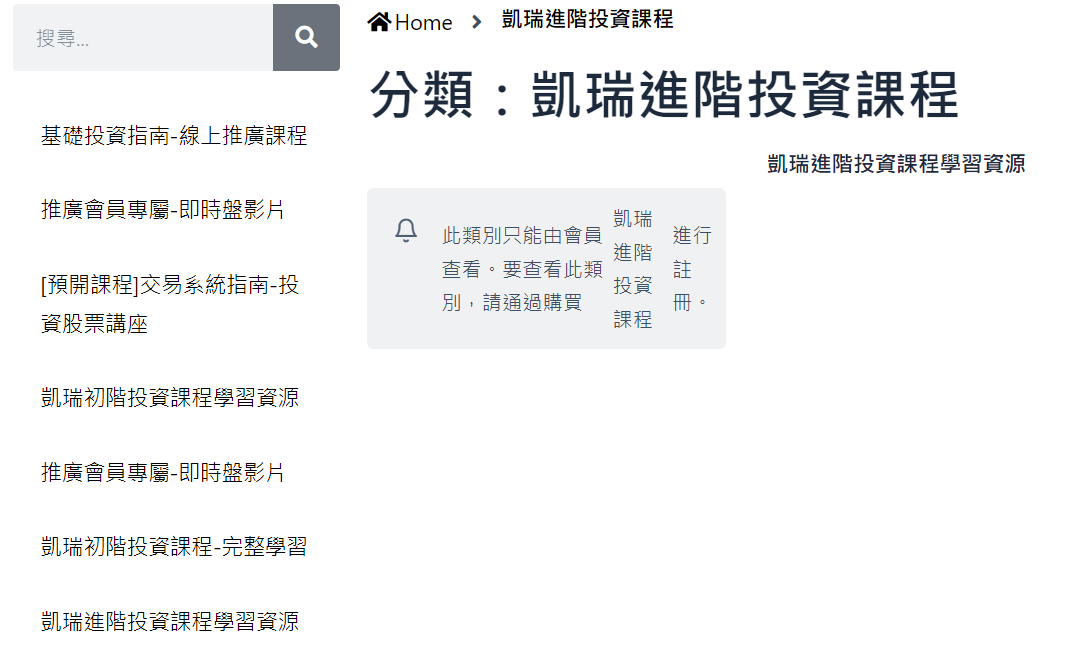 搜尋...
基礎投資指南-線上推廣課程
推廣會員專屬-即時盤影片
[預開課程]交易系統指南-投
資股票講座
凱瑞初階投資課程學習資源
推廣會員專屬-即時盤影片
凱瑞初階投資課程-完整學習
凱瑞進階投資課程學習資源
Home
凱瑞進階投資課程
分類：凱瑞進階投資課程
凱瑞進階投資課程學習資源
此類別只能由會員
查看。要查看此類
別，請通過購買
凱瑞
進階
投資
課程
進行
註
冊。